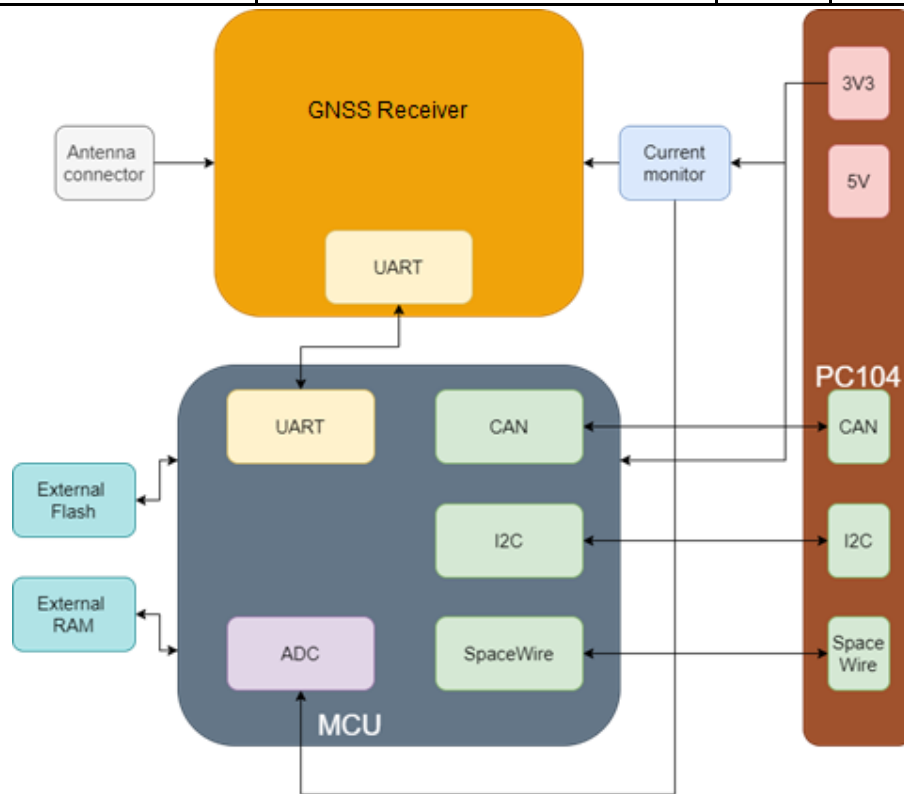 GNSS Receiver
3V3
Antenna
connector
Current
monitor
5V
UART
PC104
UART
CAN
CAN
External
Flash
I2C
I2C
External
RAM
ADC
SpaceWire
Space
Wire
MCU